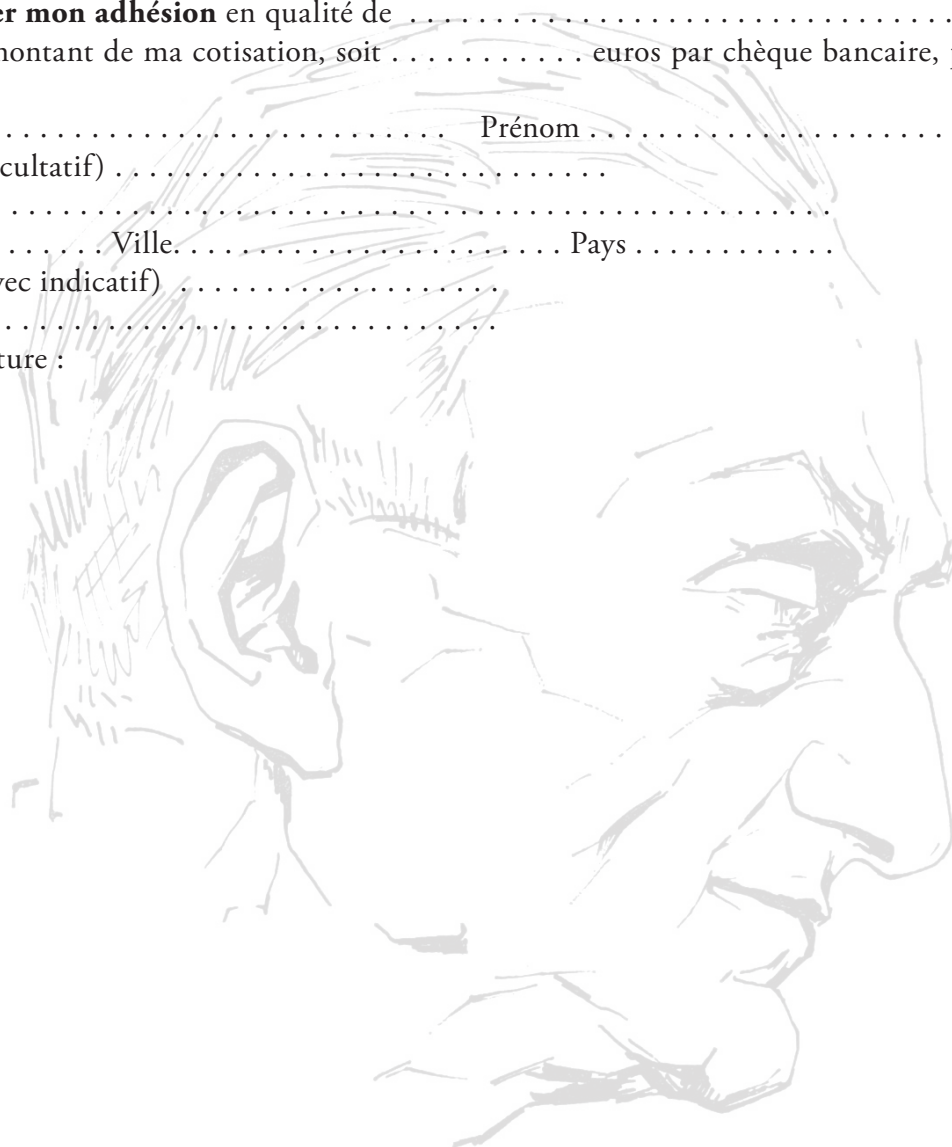 er mon adhésion en qualité de . . . . . . . . . . . . . . . . . . . . . . . . . . . . . . . . . . . . . .
montant de ma cotisation, soit . . . . . . . . . . . euros par chèque bancaire,
. . . . . . . . . . . . . . . . . . . . . . . . . . . . . . . Prénom . . . . . . . . . . . . . . . . . . . . . . . . .
cultatif) . . . . . . . . . . . . . . . . . . . . . . . . . . . . . . . . . .
. . . . . . . . . . . . . . . . . . . . . . . . . . . . . . . . . . . . . . . . . . . . . . . . . . . . . . . . .
. . . . . . . Ville. . . . . . . . . . . . . . . . . . . . . . . . . . . Pays . . . . . . . . . . . . . .
vec indicatif) . . . . . . . . . . . . . . . . . . . . . .
. . . . . . . . . . . . . . . . . . . . . . . . . . . . . . . . . .
ture :